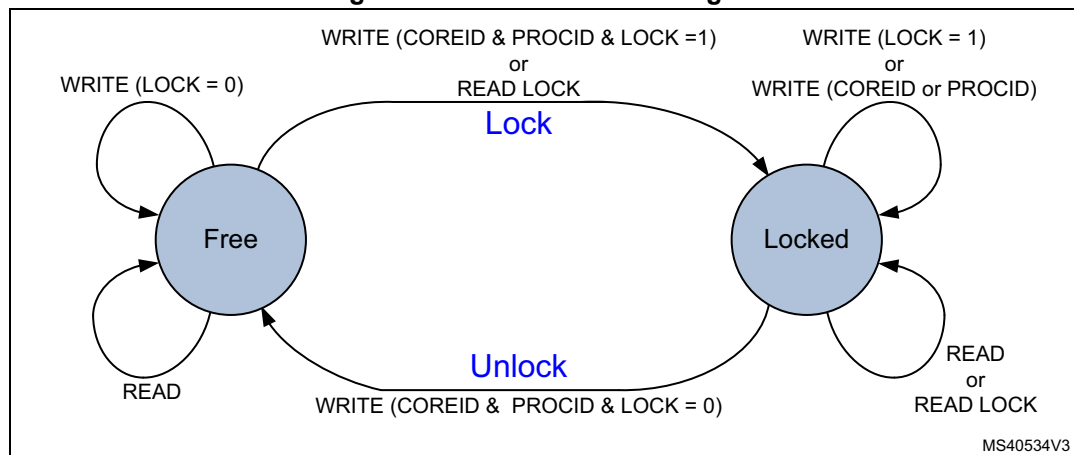 WRITE (COREID & PROCID & LOCK =1)
or
READ LOCK
Lock
WRITE (LOCK = 1)
or
WRITE (COREID or PROCID)
WRITE (LOCK = 0)
Free
Locked
READ
Unlock
WRITE (COREID &  PROCID & LOCK = 0)
READ
or
READ LOCK
MS40534V3